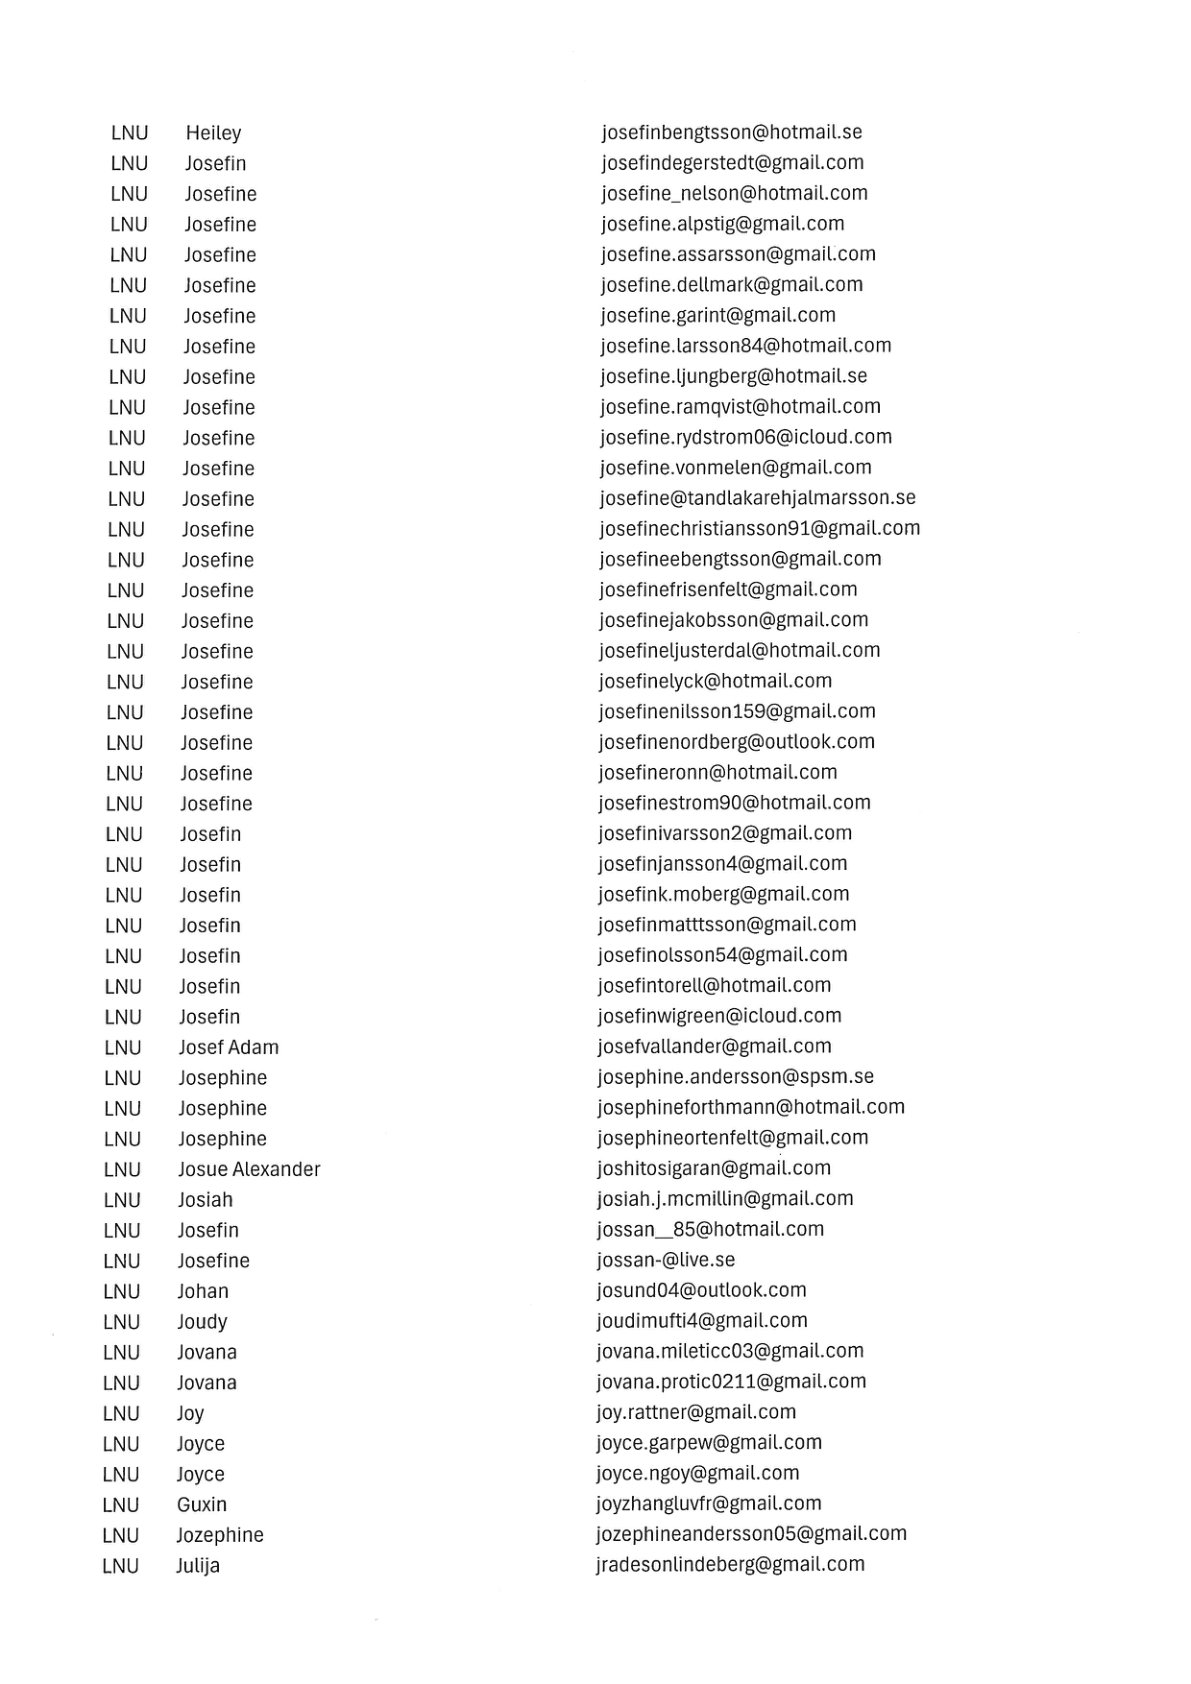 LNU Heiley josefinbengtsson@hotmail.se
LNU Josefin josefindegerstedt@gmail.com
LNU Josefine josefine_nelson@hotmail.com
LNU Josefine josefine.alpstig@gmail.com
LNU Josefine josefine.assarsson@gmail.com
LNU Josefine josefine.dellmark@gmail.com
LNU Josefine josefine.garint@gmail.com
LNU Josefine josefine.larsson84@hotmail.com
LNU Josefine josefine.ljungberg@hotmail.se
LNU Josefine josefine.ramqvist@hotmail.com
LNU Josefine josefine.rydstrom06@icloud.com
LNU Josefine josefine.vonmelen@gmail.com
LNU Josefine josefine@tandlakarehjalmarsson.se
LNU Josefine josefinechristiansson91@gmail.com
LNU Josefine josefineebengtsson@gmail.com
LNU Josefine josefinefrisenfelt@gmail.com
LNU Josefine josefinejakobsson@gmail.com
LNU Josefine josefineljusterdal@hotmail.com
LNU Josefine josefinelyck@hotmail.com
LNU Josefine josefinenilsson159@gmail.com
LNU Josefine josefinenordberg@outlook.com
LNU Josefine josefineronn@hotmail.com
LNU Josefine josefinestrom90@hotmail.com
LNU Josefin josefinivarsson2@gmail.com
LNU Josefin josefinjansson4@gmail.com
LNU Josefin josefink.moberg@gmail.com
LNU Josefin josefinmatttsson@gmail.com
LNU Josefin josefinolsson54@gmail.com
LNU Josefin josefintorell@hotmail.com
LNU Josefin josefinwigreen@icloud.com
LNU Josef Adam josefvallander@gmail.com
LNU Josephine josephine.andersson@spsm.se
LNU Josephine josephineforthmann@hotmail.com
LNU Josephine josephineortenfelt@gmail.com
LNU Josue Alexander joshitosigaran@gmail.com
LNU Josiah josiah.j.mcmillin@gmail.com
LNU Josefin jossan__85@hotmail.com
LNU Josefine jossan-@live.se
LNU Johan josund04@outlook.com
LNU Joudy joudimufti4@gmail.com
LNU Jovana jovana.mileticc03@gmail.com
LNU Jovana jovana.protic0211@gmail.com
LNU Joy joy.rattner@gmail.com
LNU Joyce joyce.garpew@gmail.com
LNU Joyce joyce.ngoy@gmail.com
LNU Guxin joyzhangluvfr@gmail.com
LNU Jozephine jozephineandersson05@gmail.com
LNU Julija jradesonlindeberg@gmail.com